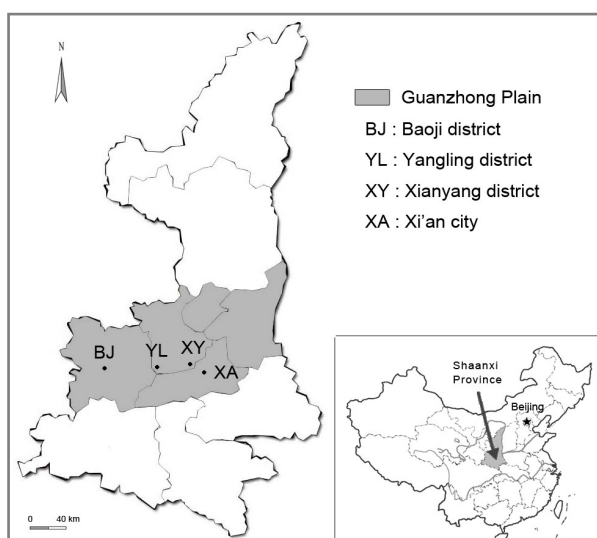 N
Guanzhong Plain
BJ : Baoji district
YL : Yangling district
XY : Xianyang district
XA : Xi'an city
BJ
YL
XY
XA
Shaanxi
Province
Beijing
0 40 km